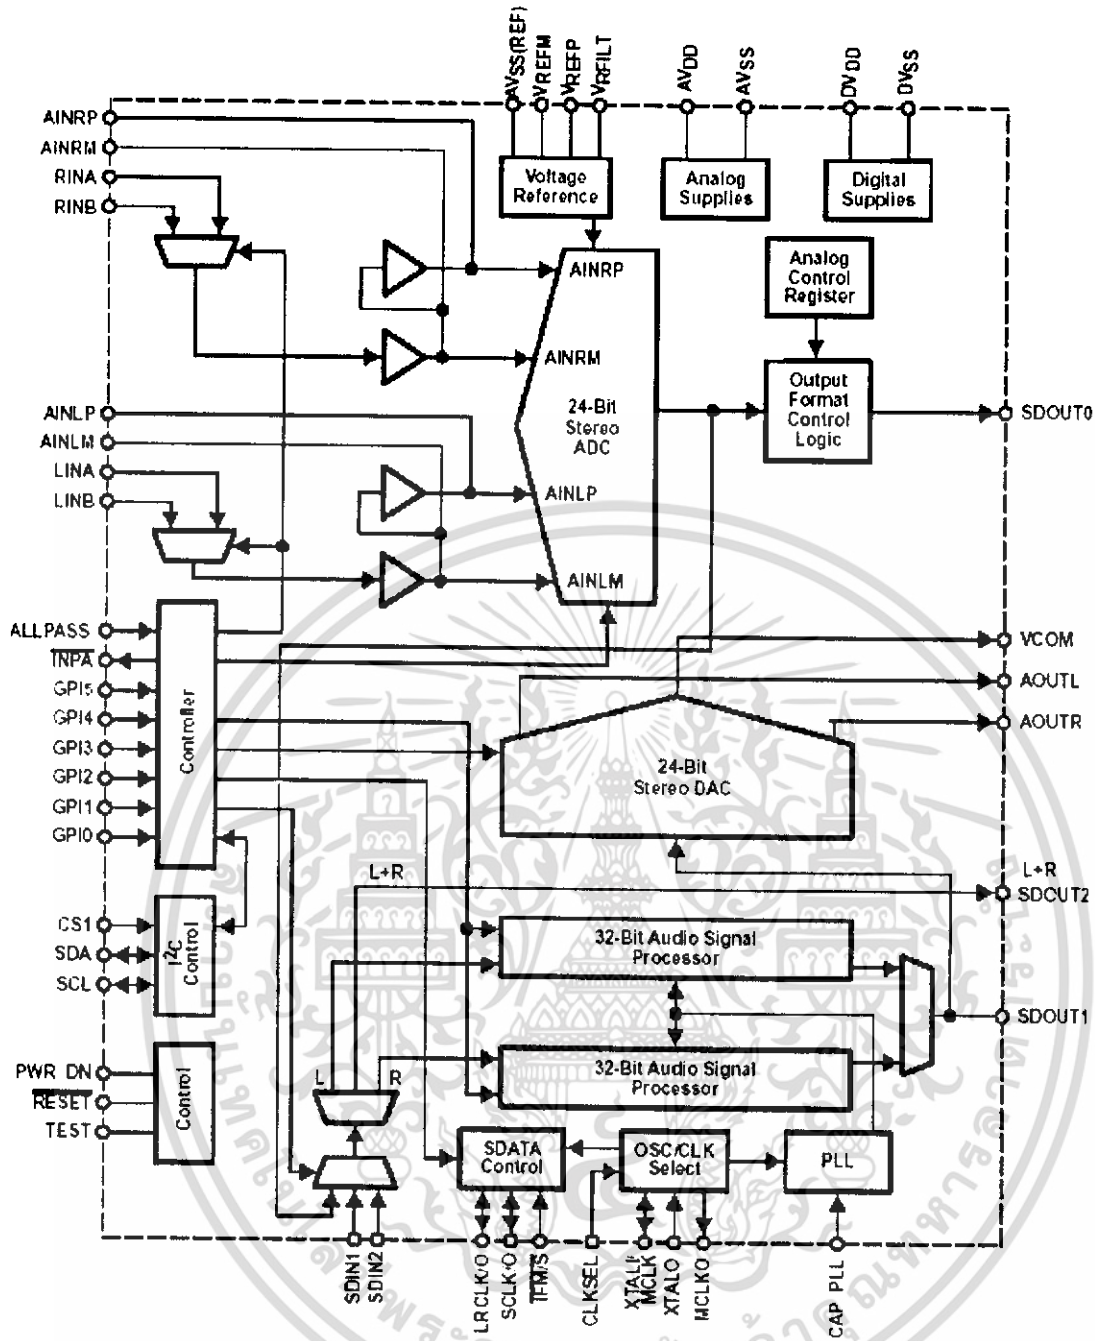 AVSS(REF)
VREFM
VREFP
VRFILT
AVDD
AVSS
DVDD
DVSS
AINRP
AINRM
RINA
RINB
Voltage
Reference
Analog
Supplies
Digital
Supplies
AINRP
Analog
Control
Register
AINRM
24-Bit
Stereo
ADC
Output
Format
Control
Logic
SDOUT0
AINLP
AINLM
LINA
LINB
AINLP
AINLM
ALLPASS
INPA
GPI5
GPI4
GPI3
GPI2
GPI1
GPI0
Controller
VCOM
AOUTL
AOUTR
24-Bit
Stereo DAC
L+R
L+R
SDOUT2
CS1
SDA
SCL
I2C
Control
32-Bit Audio Signal
Processor
SDOUT1
PWR DN
RESET
TEST
Control
L
R
32-Bit Audio Signal
Processor
SDATA
Control
OSC/CLK
Select
PLL
SDIN1
SDIN2
LRCLK/O
SCLK/O
IFM/S
CLKSEL
XTALI/
MCLK
XTALO
MCLKO
CAP PLL